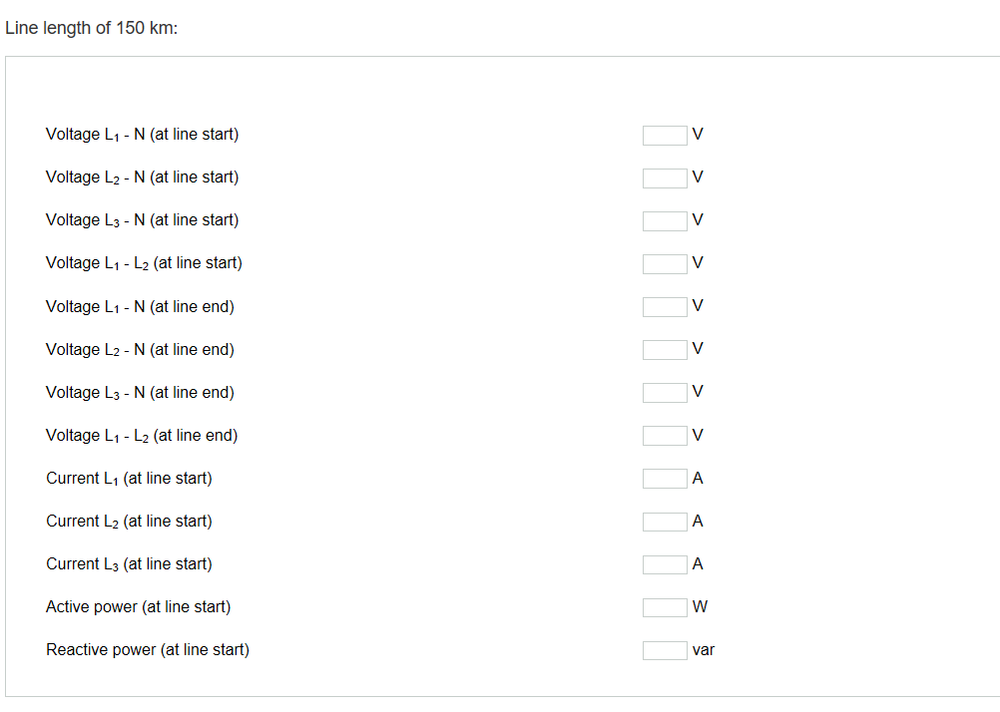 Line length of 150 km:
Voltage L₁ - N (at line start) V
Voltage L₂ - N (at line start) V
Voltage L₃ - N (at line start) V
Voltage L₁ - L₂ (at line start) V
Voltage L₁ - N (at line end) V
Voltage L₂ - N (at line end) V
Voltage L₃ - N (at line end) V
Voltage L₁ - L₂ (at line end) V
Current L₁ (at line start) A
Current L₂ (at line start) A
Current L₃ (at line start) A
Active power (at line start) W
Reactive power (at line start) var